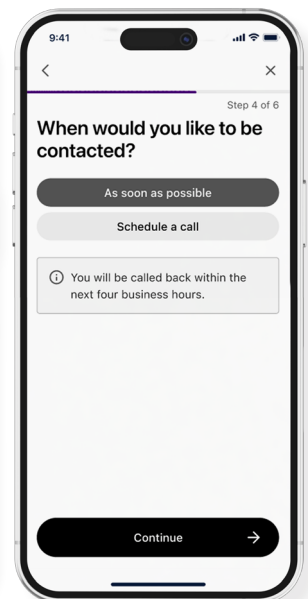 9:41
Step 4 of 6
When would you like to be
contacted?
As soon as possible
Schedule a call
You will be called back within the
next four business hours.
Continue